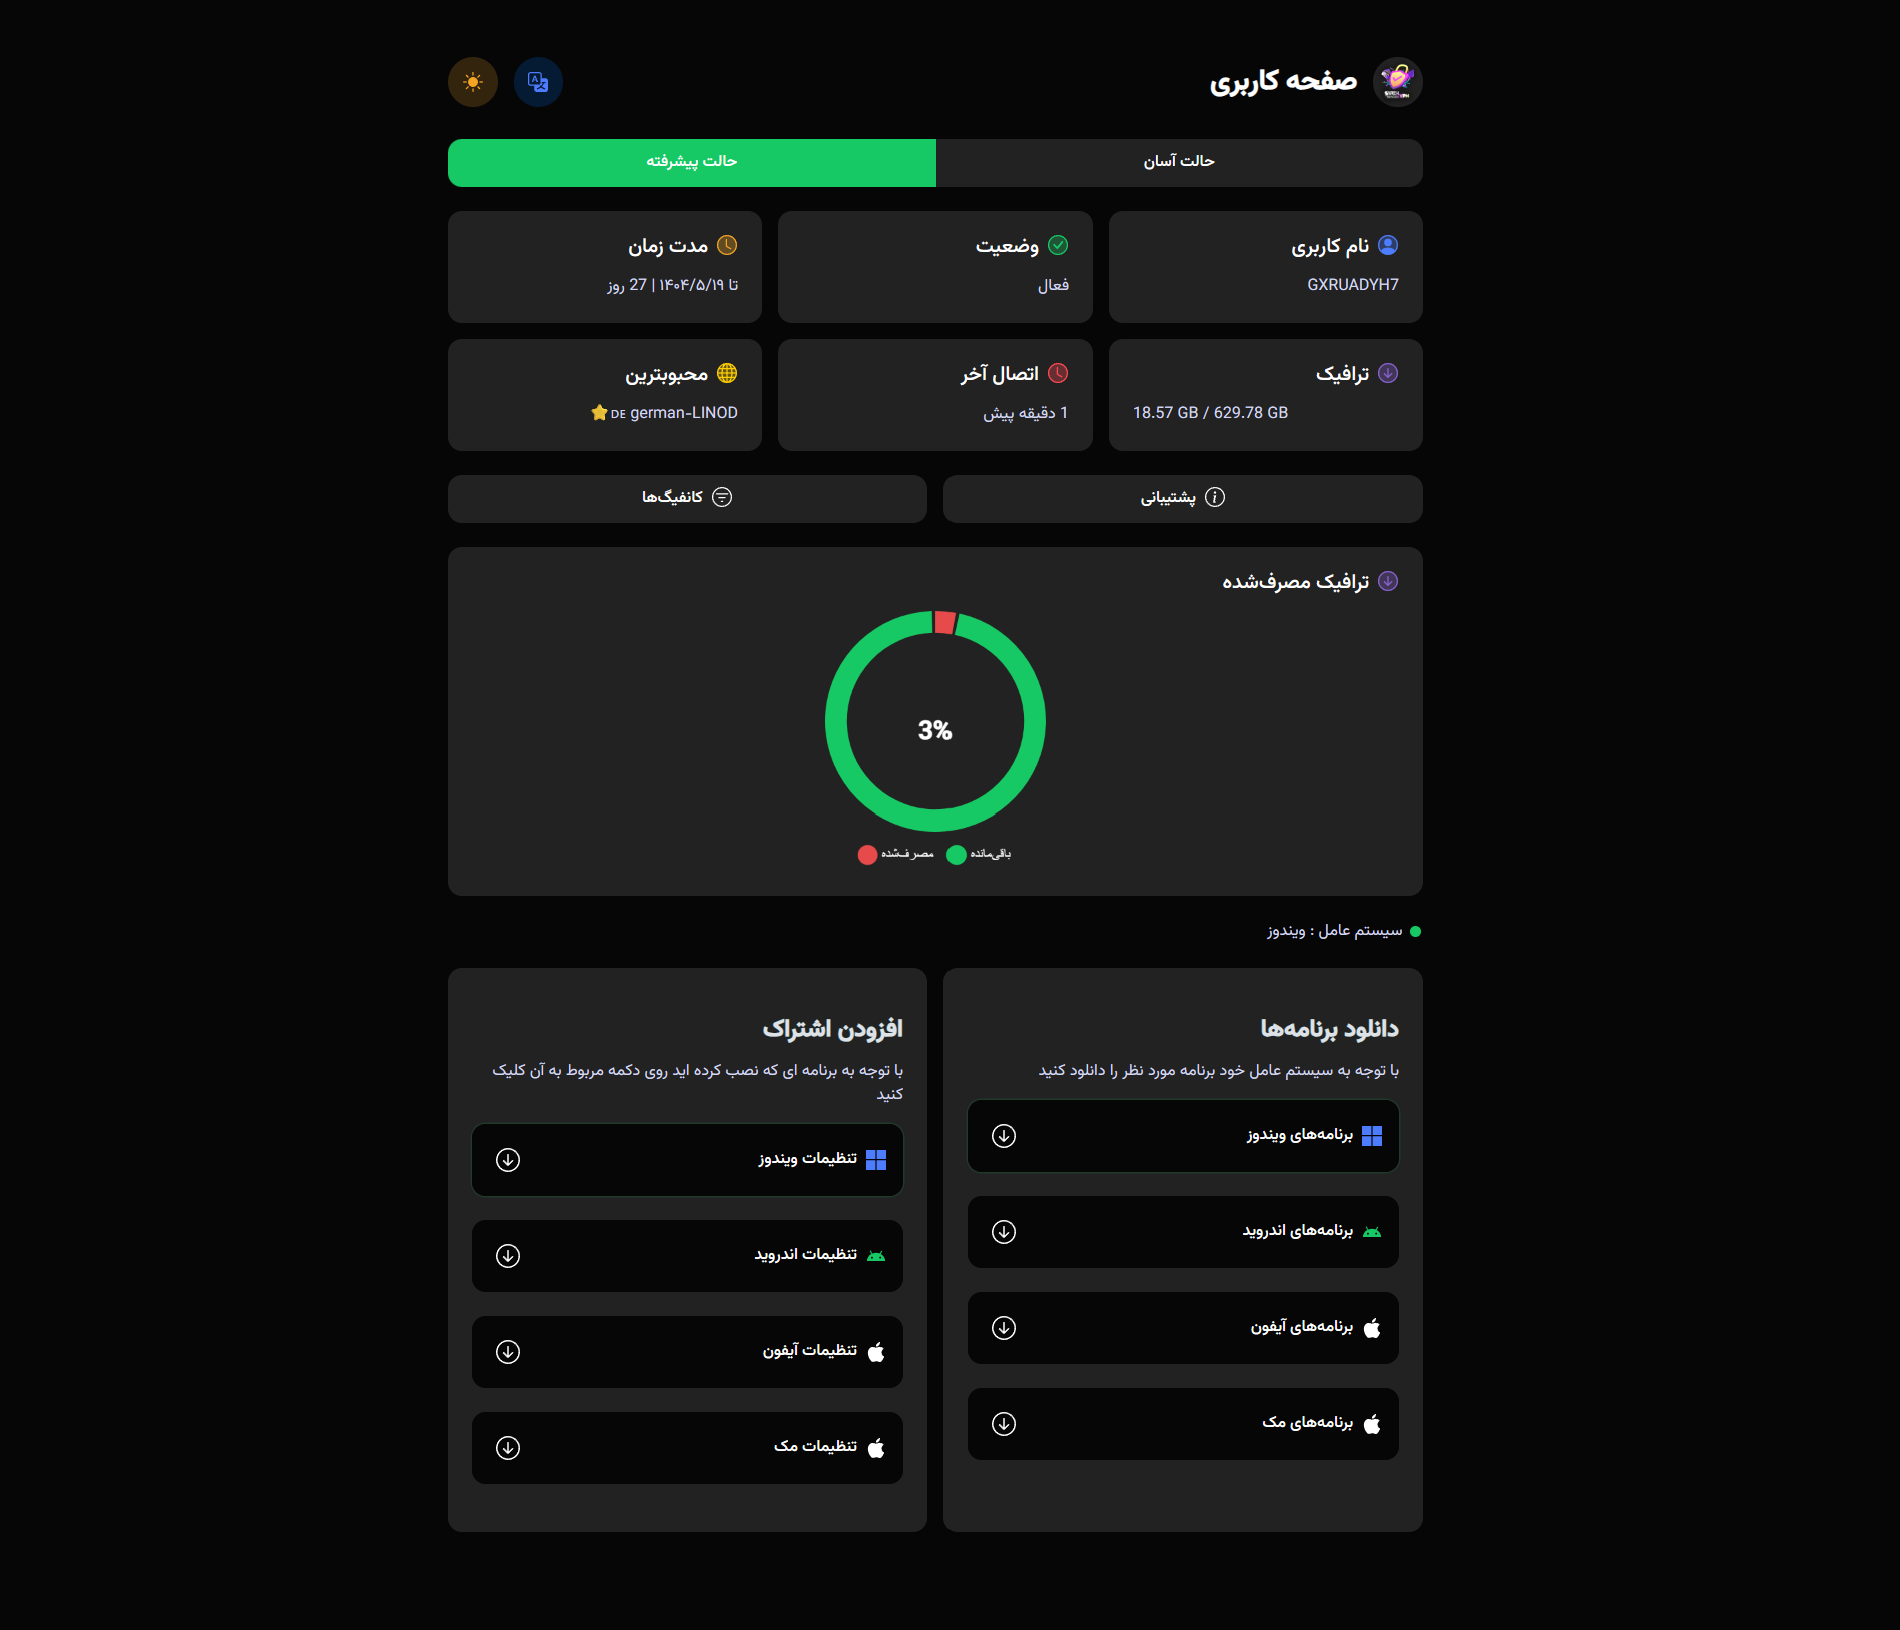 صفحه کاربری
حالت آسان
حالت پیشرفته
نام کاربری
GXRUADYH7
وضعیت
فعال
مدت زمان
تا ۱۴۰۴/۵/۱۹ | 27 روز
ترافیک
18.57 GB / 629.78 GB
اتصال آخر
1 دقیقه پیش
محبوبترین
DE german-LINOD
پشتیبانی
کانفیگ‌ها
ترافیک مصرف‌شده
3%
باقی‌مانده
مصرف‌شده
سیستم عامل : ویندوز
دانلود برنامه‌ها
با توجه به سیستم عامل خود برنامه مورد نظر را دانلود کنید
برنامه‌های ویندوز
برنامه‌های اندروید
برنامه‌های آیفون
برنامه‌های مک
افزودن اشتراک
با توجه به برنامه ای که نصب کرده اید روی دکمه مربوط به آن کلیک
کنید
تنظیمات ویندوز
تنظیمات اندروید
تنظیمات آیفون
تنظیمات مک